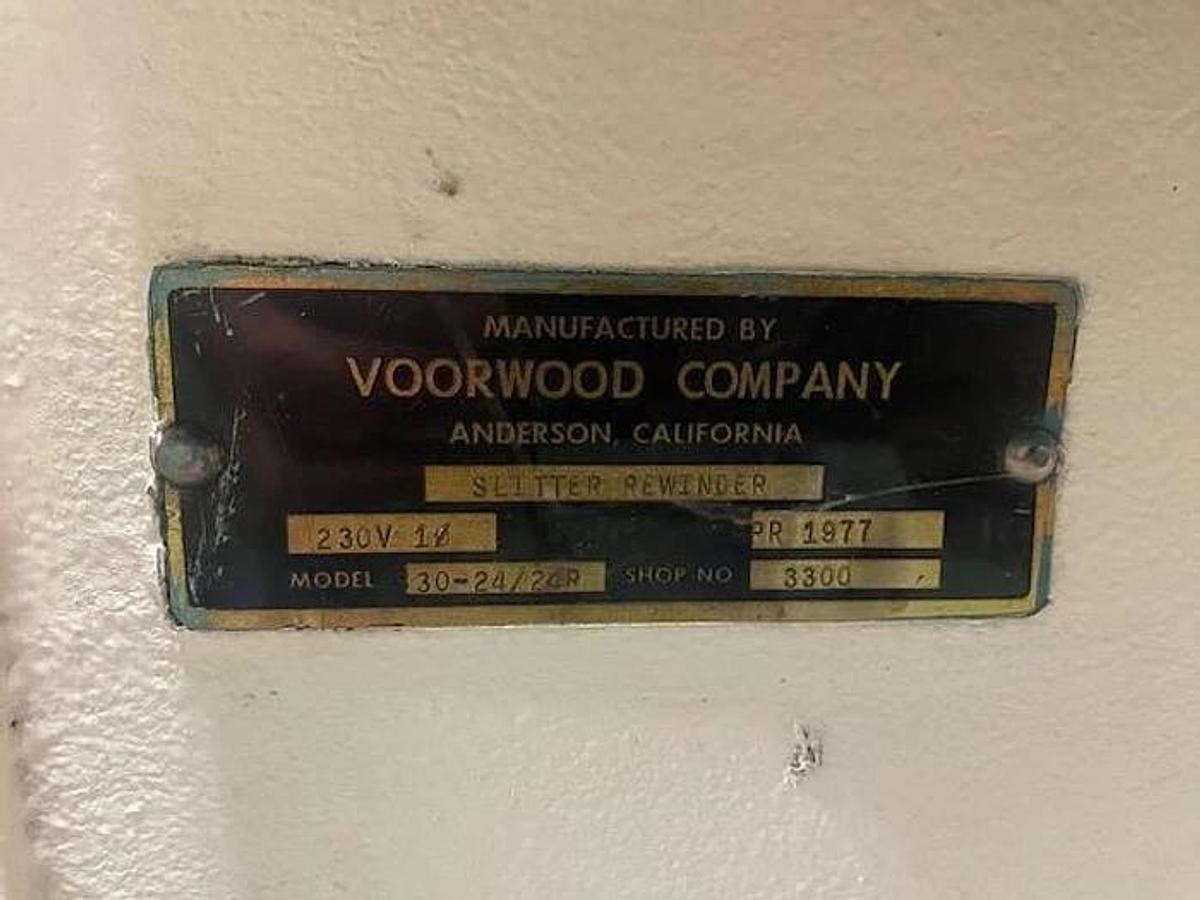 MANUFACTURED BY
VOORWOOD COMPANY
ANDERSON, CALIFORNIA
SLITTER REWINDER
230V 1Ø PR 1977
MODEL 30-24/24R SHOP NO 3300